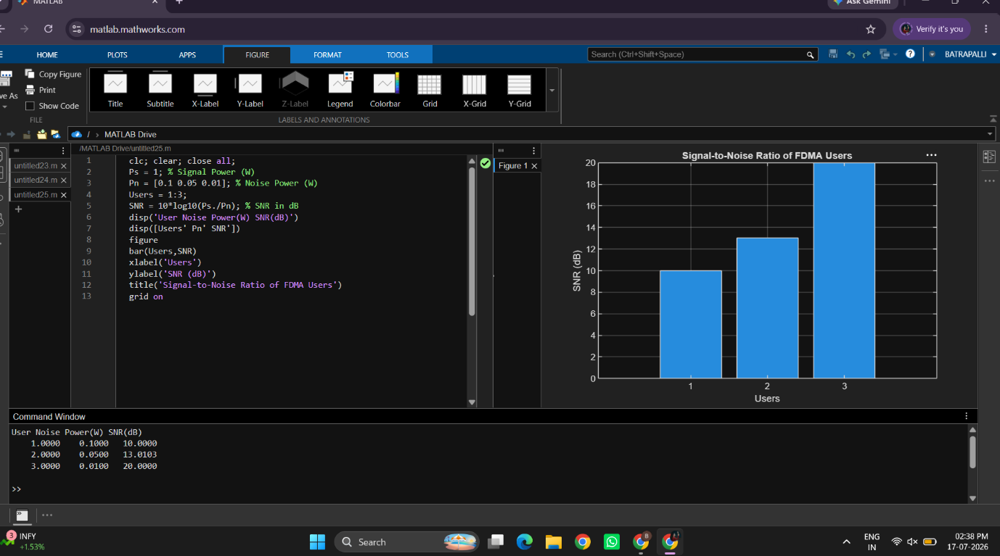 MATLAB
Ask Gemini
matlab.mathworks.com
Verify it's you
HOME PLOTS APPS FIGURE FORMAT TOOLS
Search (Ctrl+Shift+Space)
BATRAPALLI
Copy Figure
Print
ve As
Show Code
FILE
Title Subtitle X-Label Y-Label Z-Label Legend Colorbar Grid X-Grid Y-Grid
LABELS AND ANNOTATIONS
/ › MATLAB Drive
/MATLAB Drive/untitled25.m
untitled23.m
untitled24.m
untitled25.m
1 clc; clear; close all;
2 Ps = 1; % Signal Power (W)
3 Pn = [0.1 0.05 0.01]; % Noise Power (W)
4 Users = 1:3;
5 SNR = 10*log10(Ps./Pn); % SNR in dB
6 disp('User Noise Power(W) SNR(dB)')
7 disp([Users' Pn' SNR'])
8 figure
9 bar(Users,SNR)
10 xlabel('Users')
11 ylabel('SNR (dB)')
12 title('Signal-to-Noise Ratio of FDMA Users')
13 grid on
Figure 1
Signal-to-Noise Ratio of FDMA Users
20
18
16
14
12
10
8
6
4
2
0
SNR (dB)
1 2 3
Users
Command Window
User Noise Power(W) SNR(dB)
1.0000 0.1000 10.0000
2.0000 0.0500 13.0103
3.0000 0.0100 20.0000
>>
3
INFY
+1.53%
Search
B
ENG
IN
02:38 PM
17-07-2026